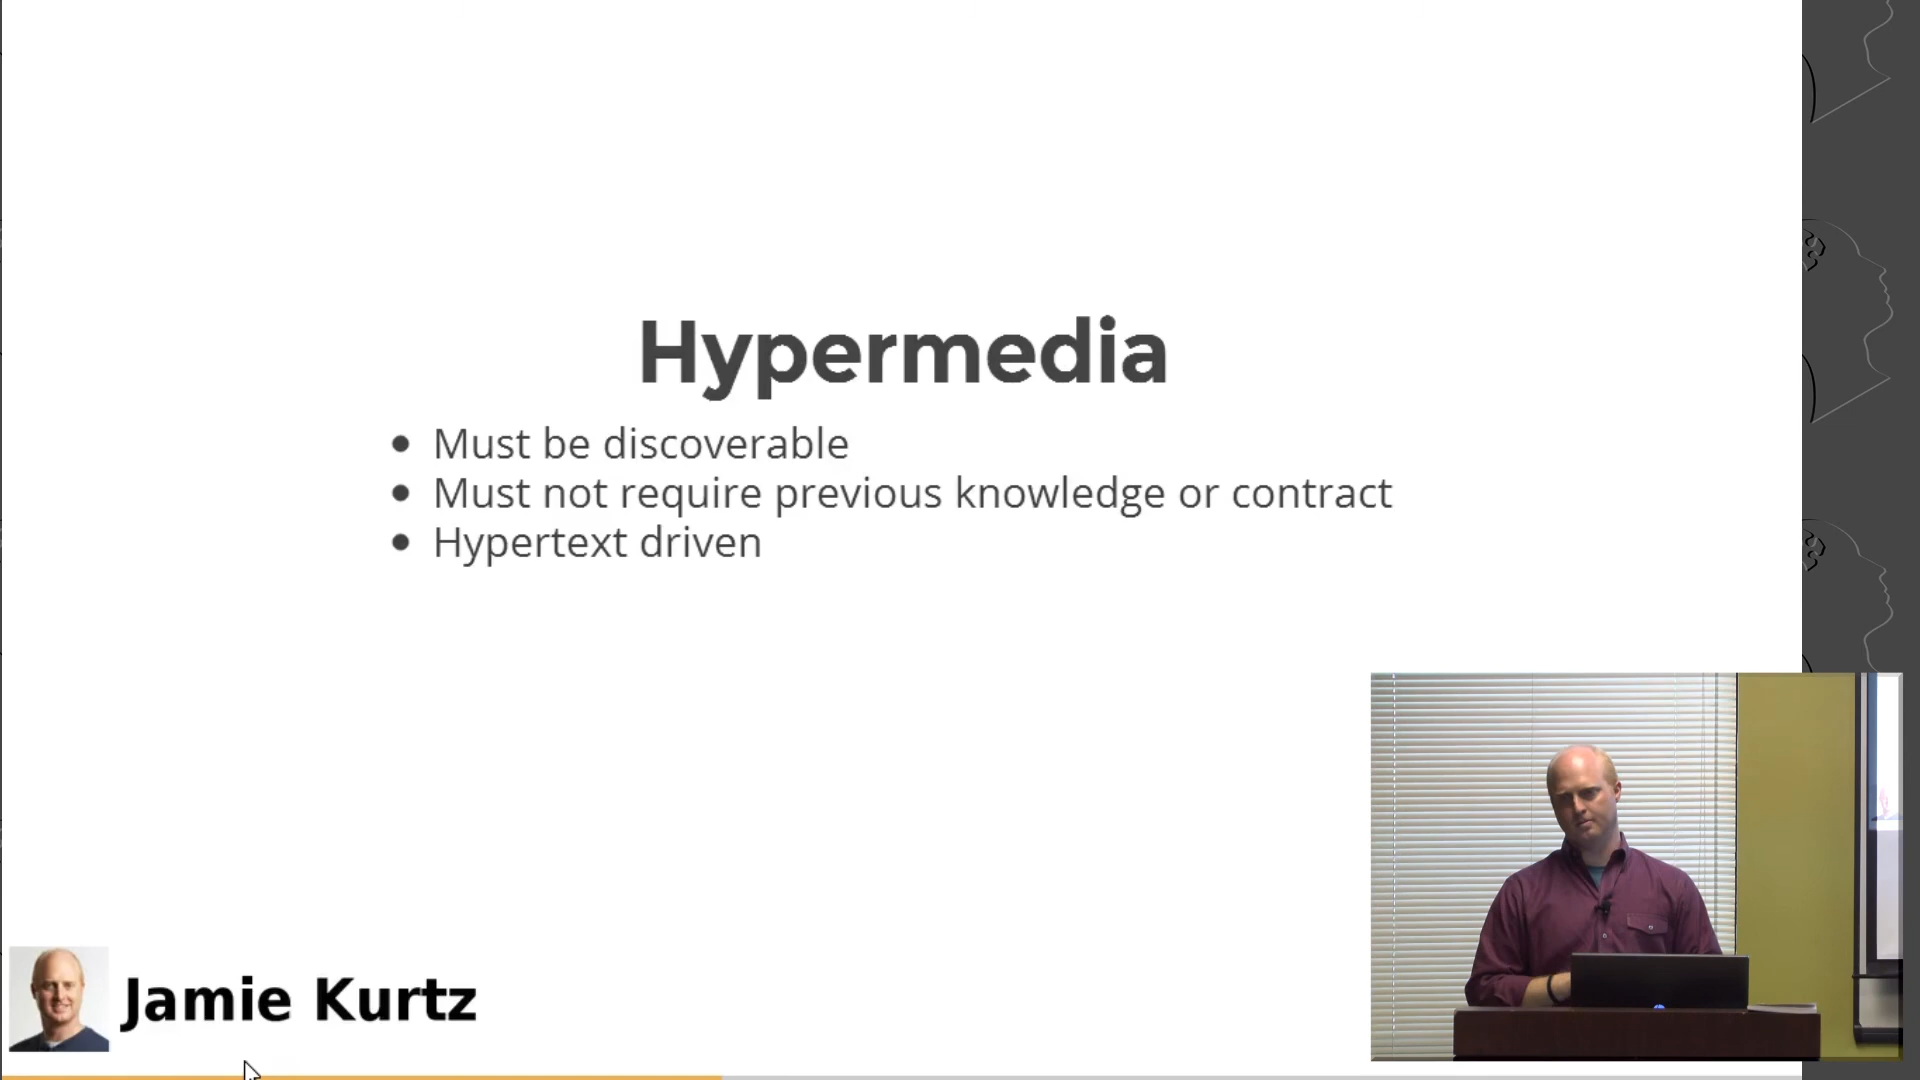 Hypermedia
Must be discoverable
Must not require previous knowledge or contract
Hypertext driven
Jamie Kurtz